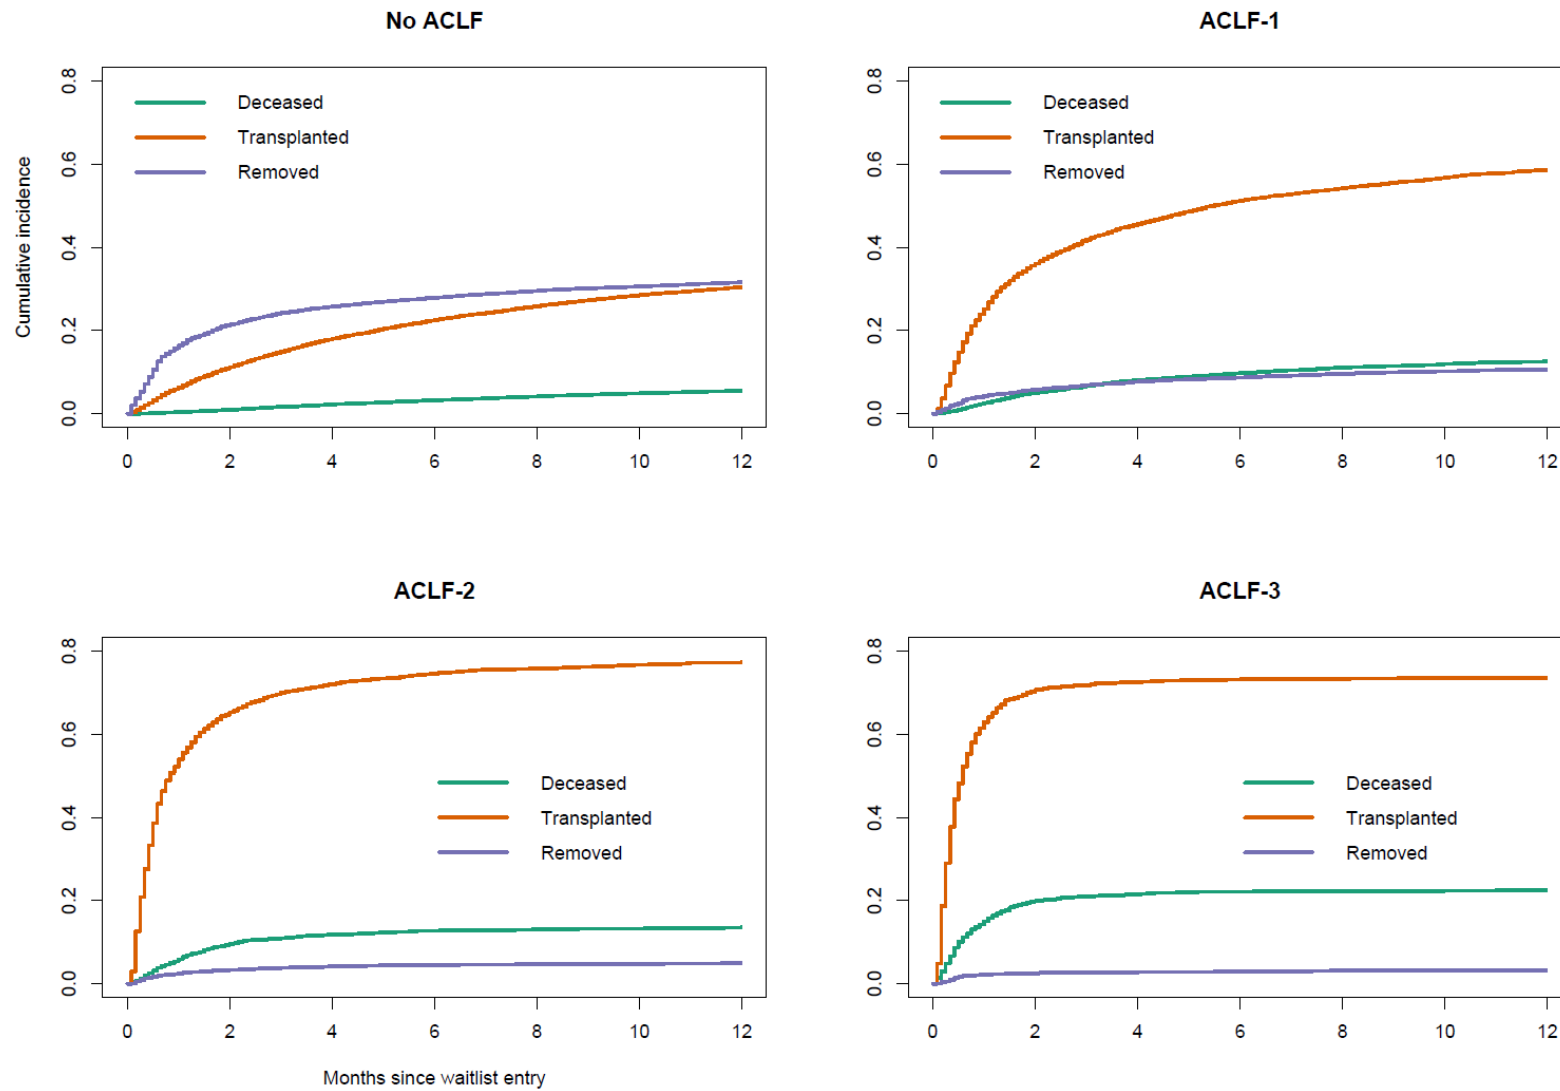 No ACLF
Cumulative incidence
0.8
0.6
0.4
0.2
0.0
Deceased
Transplanted
Removed
0 2 4 6 8 10 12
ACLF-1
0.8
0.6
0.4
0.2
0.0
Deceased
Transplanted
Removed
0 2 4 6 8 10 12
ACLF-2
0.8
0.6
0.4
0.2
0.0
Deceased
Transplanted
Removed
0 2 4 6 8 10 12
Months since waitlist entry
ACLF-3
0.8
0.6
0.4
0.2
0.0
Deceased
Transplanted
Removed
0 2 4 6 8 10 12